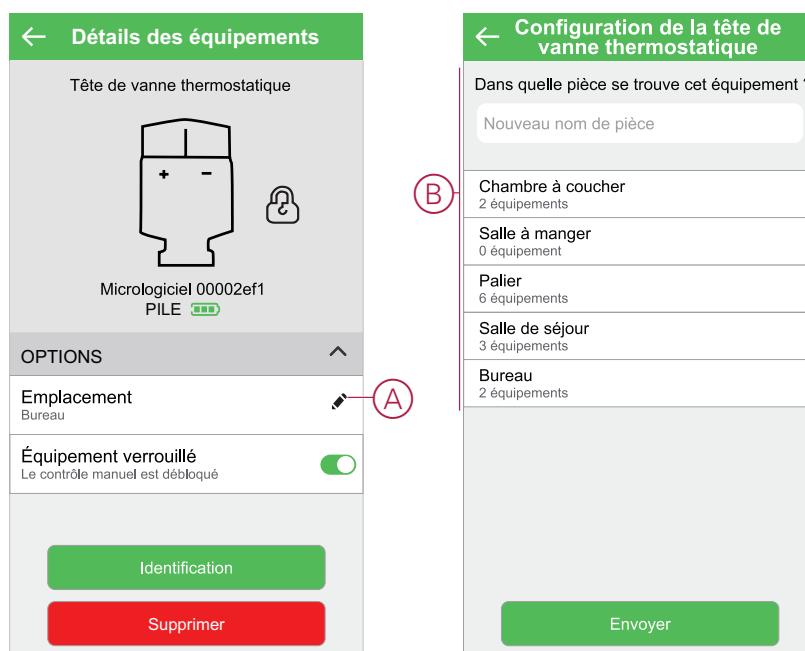 Détails des équipements
Tête de vanne thermostatique
+ -
Micrologiciel 00002ef1
PILE
OPTIONS
Emplacement
Bureau
A
Équipement verrouillé
Le contrôle manuel est débloqué
Identification
Supprimer
Configuration de la tête de
vanne thermostatique
Dans quelle pièce se trouve cet équipement ?
Nouveau nom de pièce
B
Chambre à coucher
2 équipements
Salle à manger
0 équipement
Palier
6 équipements
Salle de séjour
3 équipements
Bureau
2 équipements
Envoyer